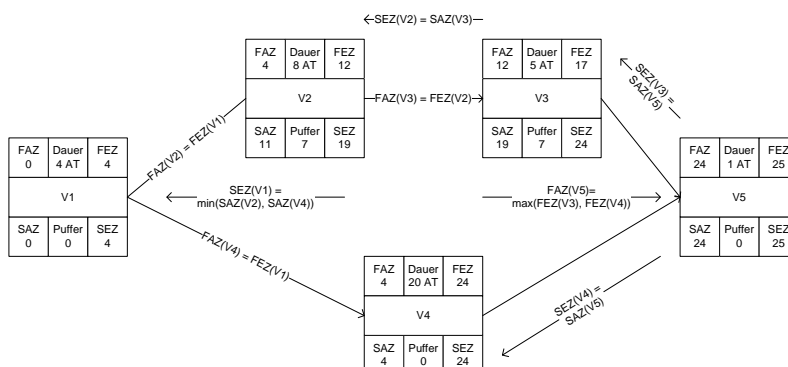 SEZ(V2) = SAZ(V3)
FAZ Dauer FEZ
4 8 AT 12
V2
SAZ Puffer SEZ
11 7 19
FAZ(V3) = FEZ(V2)
FAZ Dauer FEZ
12 5 AT 17
V3
SAZ Puffer SEZ
19 7 24
SEZ(V3) =
SAZ(V5)
FAZ(V2) = FEZ(V1)
FAZ Dauer FEZ
0 4 AT 4
V1
SAZ Puffer SEZ
0 0 4
SEZ(V1) =
min(SAZ(V2), SAZ(V4))
FAZ(V5)=
max(FEZ(V3), FEZ(V4))
FAZ Dauer FEZ
24 1 AT 25
V5
SAZ Puffer SEZ
24 0 25
FAZ(V4) = FEZ(V1)
FAZ Dauer FEZ
4 20 AT 24
V4
SAZ Puffer SEZ
4 0 24
SEZ(V4) =
SAZ(V5)